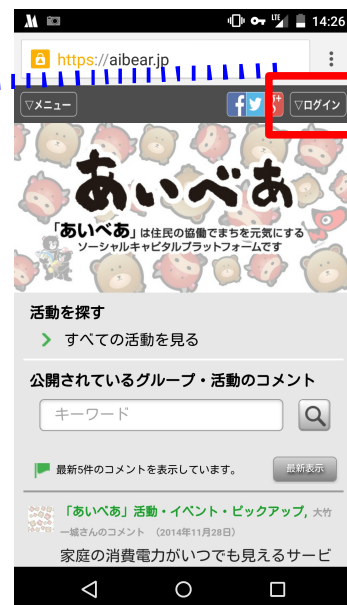 LTE 14:26
https://aibear.jp
▽メニュー
▽ログイン
あいべあ
「あいべあ」は住民の協働でまちを元気にする
ソーシャルキャピタルプラットフォームです
活動を探す
すべての活動を見る
公開されているグループ・活動のコメント
キーワード
最新5件のコメントを表示しています。
最新表示
「あいべあ」活動・イベント・ピックアップ, 大竹
一城さんのコメント （2014年11月28日）
家庭の消費電力がいつでも見えるサービ